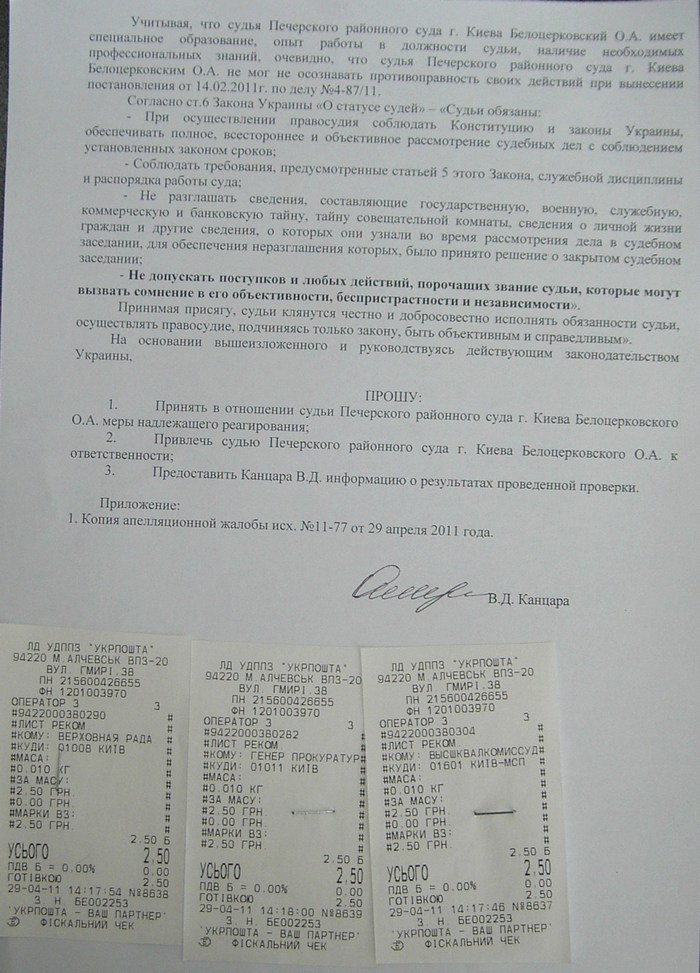 Учитывая, что судья Печерского районного суда г. Киева Белоцерковский О.А. имеет
специальное образование, опыт работы в должности судьи, наличие необходимых
профессиональных знаний, очевидно, что судья Печерского районного суда г. Киева
Белоцерковским О.А. не мог не осознавать противоправность своих действий при вынесении
постановления от 14.02.2011г. по делу №4-87/11.
Согласно ст.6 Закона Украины «О статусе судей» – «Судьи обязаны:
- При осуществлении правосудия соблюдать Конституцию и законы Украины,
обеспечивать полное, всестороннее и объективное рассмотрение судебных дел с соблюдением
установленных законом сроков;
- Соблюдать требования, предусмотренные статьей 5 этого Закона, служебной дисциплины
и распорядка работы суда;
- Не разглашать сведения, составляющие государственную, военную, служебную,
коммерческую и банковскую тайну, тайну совещательной комнаты, сведения о личной жизни
граждан и другие сведения, о которых они узнали во время рассмотрения дела в судебном
заседании, для обеспечения неразглашения которых, было принято решение о закрытом судебном
заседании;
- Не допускать поступков и любых действий, порочащих звание судьи, которые могут
вызвать сомнение в его объективности, беспристрастности и независимости».
Принимая присягу, судьи клянутся честно и добросовестно исполнять обязанности судьи,
осуществлять правосудие, подчиняясь только закону, быть объективным и справедливым».
На основании вышеизложенного и руководствуясь действующим законодательством
Украины,
ПРОШУ:
1. Принять в отношении судьи Печерского районного суда г. Киева Белоцерковского
О.А. меры надлежащего реагирования;
2. Привлечь судью Печерского районного суда г. Киева Белоцерковского О.А. к
ответственности;
3. Предоставить Канцара В.Д. информацию о результатах проведенной проверки.
Приложение:
1. Копия апелляционной жалобы исх. №11-77 от 29 апреля 2011 года.
В.Д. Канцара
ЛД УДППЗ "УКРПОШТА"
94220 М.АЛЧЕВСЬК ВПЗ-20
ВУЛ. ГМИРІ.38
ПН 215600426655
ФН 1201003970
ОПЕРАТОР 3 3
#9422000380290 #
#ЛИСТ РЕКОМ #
#КОМУ: ВЕРХОВНАЯ РАДА #
#КУДИ: 01008 КИЇВ #
#МАСА: #
#0.010 КГ #
#ЗА МАСУ: #
#2.50 ГРН. #
#0.00 ГРН. #
#МАРКИ ВЗ: #
#2.50 ГРН. #
2.50 Б
УСЬОГО 2.50
ПДВ Б = 0.00% 0.00
ГОТІВКОЮ 2.50
29-04-11 14:17:54 №8638
З Н. БЕ002253
'УКРПОШТА - ВАШ ПАРТНЕР'
ФІСКАЛЬНИЙ ЧЕК
ЛД УДППЗ "УКРПОШТА"
94220 М.АЛЧЕВСЬК ВПЗ-20
ВУЛ. ГМИРІ.38
ПН 215600426655
ФН 1201003970
ОПЕРАТОР 3 3
#9422000380282 #
#ЛИСТ РЕКОМ #
#КОМУ: ГЕНЕР ПРОКУРАТУР#
#КУДИ: 01011 КИЇВ #
#МАСА: #
#0.010 КГ #
#ЗА МАСУ: #
#2.50 ГРН. #
#0.00 ГРН. #
#МАРКИ ВЗ: #
#2.50 ГРН. #
2.50 Б
УСЬОГО 2.50
ПДВ Б = 0.00% 0.00
ГОТІВКОЮ 2.50
29-04-11 14:18:00 №8639
З Н. БЕ002253
'УКРПОШТА - ВАШ ПАРТНЕР'
ФІСКАЛЬНИЙ ЧЕК
ЛД УДППЗ "УКРПОШТА"
94220 М.АЛЧЕВСЬК ВПЗ-20
ВУЛ. ГМИРІ.38
ПН 215600426655
ФН 1201003970
ОПЕРАТОР 3 3
#9422000380304 #
#ЛИСТ РЕКОМ #
#КОМУ: ВЫСШКВАЛКОМИССУД#
#КУДИ: 01601 КИЇВ-МСП #
#МАСА: #
#0.010 КГ #
#ЗА МАСУ: #
#2.50 ГРН. #
#0.00 ГРН. #
#МАРКИ ВЗ: #
#2.50 ГРН. #
2.50 Б
УСЬОГО 2.50
ПДВ Б = 0.00% 0.00
ГОТІВКОЮ 2.50
29-04-11 14:17:46 №8637
З Н. БЕ002253
'УКРПОШТА - ВАШ ПАРТНЕР'
ФІСКАЛЬНИЙ ЧЕК